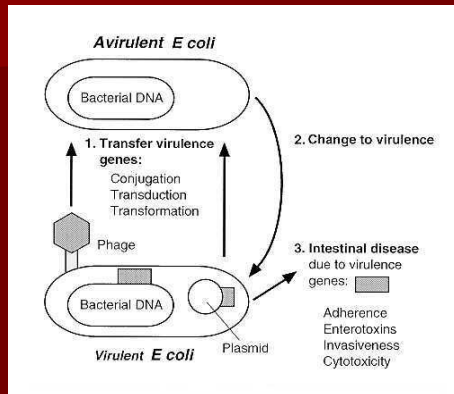 Avirulent E coli
Bacterial DNA
1. Transfer virulence
genes:
Conjugation
Transduction
Transformation
2. Change to virulence
Phage
3. Intestinal disease
due to virulence
genes:
Adherence
Enterotoxins
Invasiveness
Cytotoxicity
Bacterial DNA
Plasmid
Virulent E coli